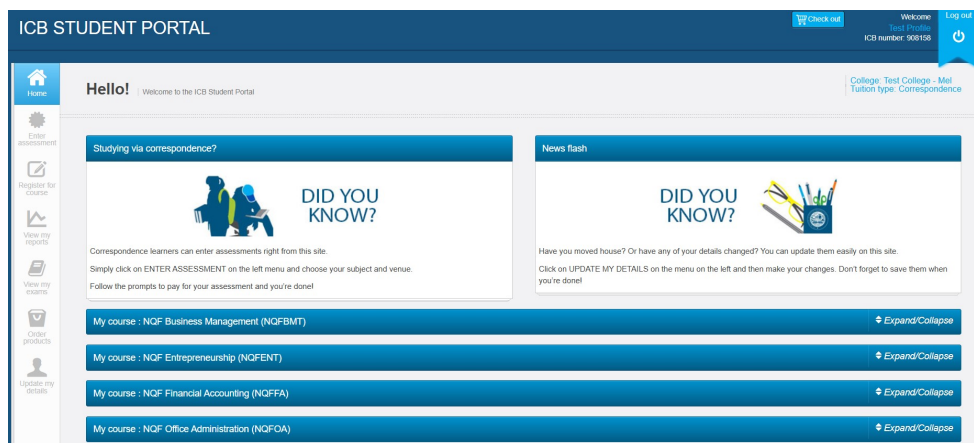 ICB STUDENT PORTAL
Check out
Welcome
Test Profile
ICB number: 908158
Log out
Home
Hello! Welcome to the ICB Student Portal
College: Test College - Mel
Tuition type: Correspondence
Enter
assessment
Register for
course
View my
reports
View my
exams
Order
products
Update my
details
Studying via correspondence?
DID YOU
KNOW?
Correspondence learners can enter assessments right from this site.
Simply click on ENTER ASSESSMENT on the left menu and choose your subject and venue.
Follow the prompts to pay for your assessment and you're done!
News flash
DID YOU
KNOW?
Have you moved house? Or have any of your details changed? You can update them easily on this site.
Click on UPDATE MY DETAILS on the menu on the left and then make your changes. Don't forget to save them when
you're done!
My course : NQF Business Management (NQFBMT) Expand/Collapse
My course : NQF Entrepreneurship (NQFENT) Expand/Collapse
My course : NQF Financial Accounting (NQFFA) Expand/Collapse
My course : NQF Office Administration (NQFOA) Expand/Collapse